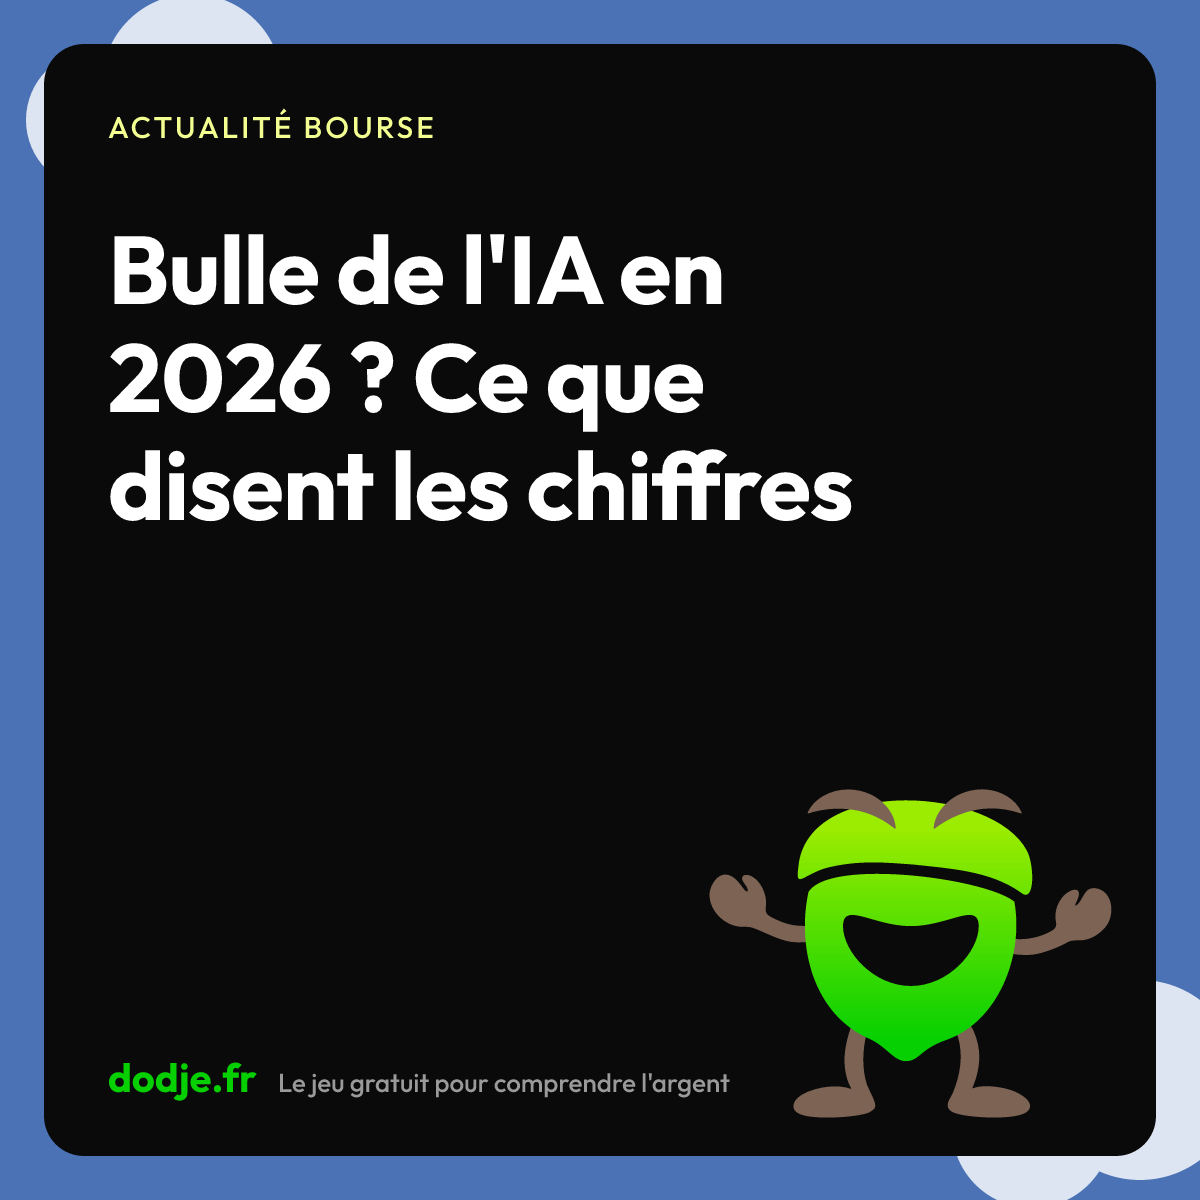 ACTUALITÉ BOURSE
Bulle de l'IA en
2026 ? Ce que
disent les chiffres
dodje.fr Le jeu gratuit pour comprendre l'argent